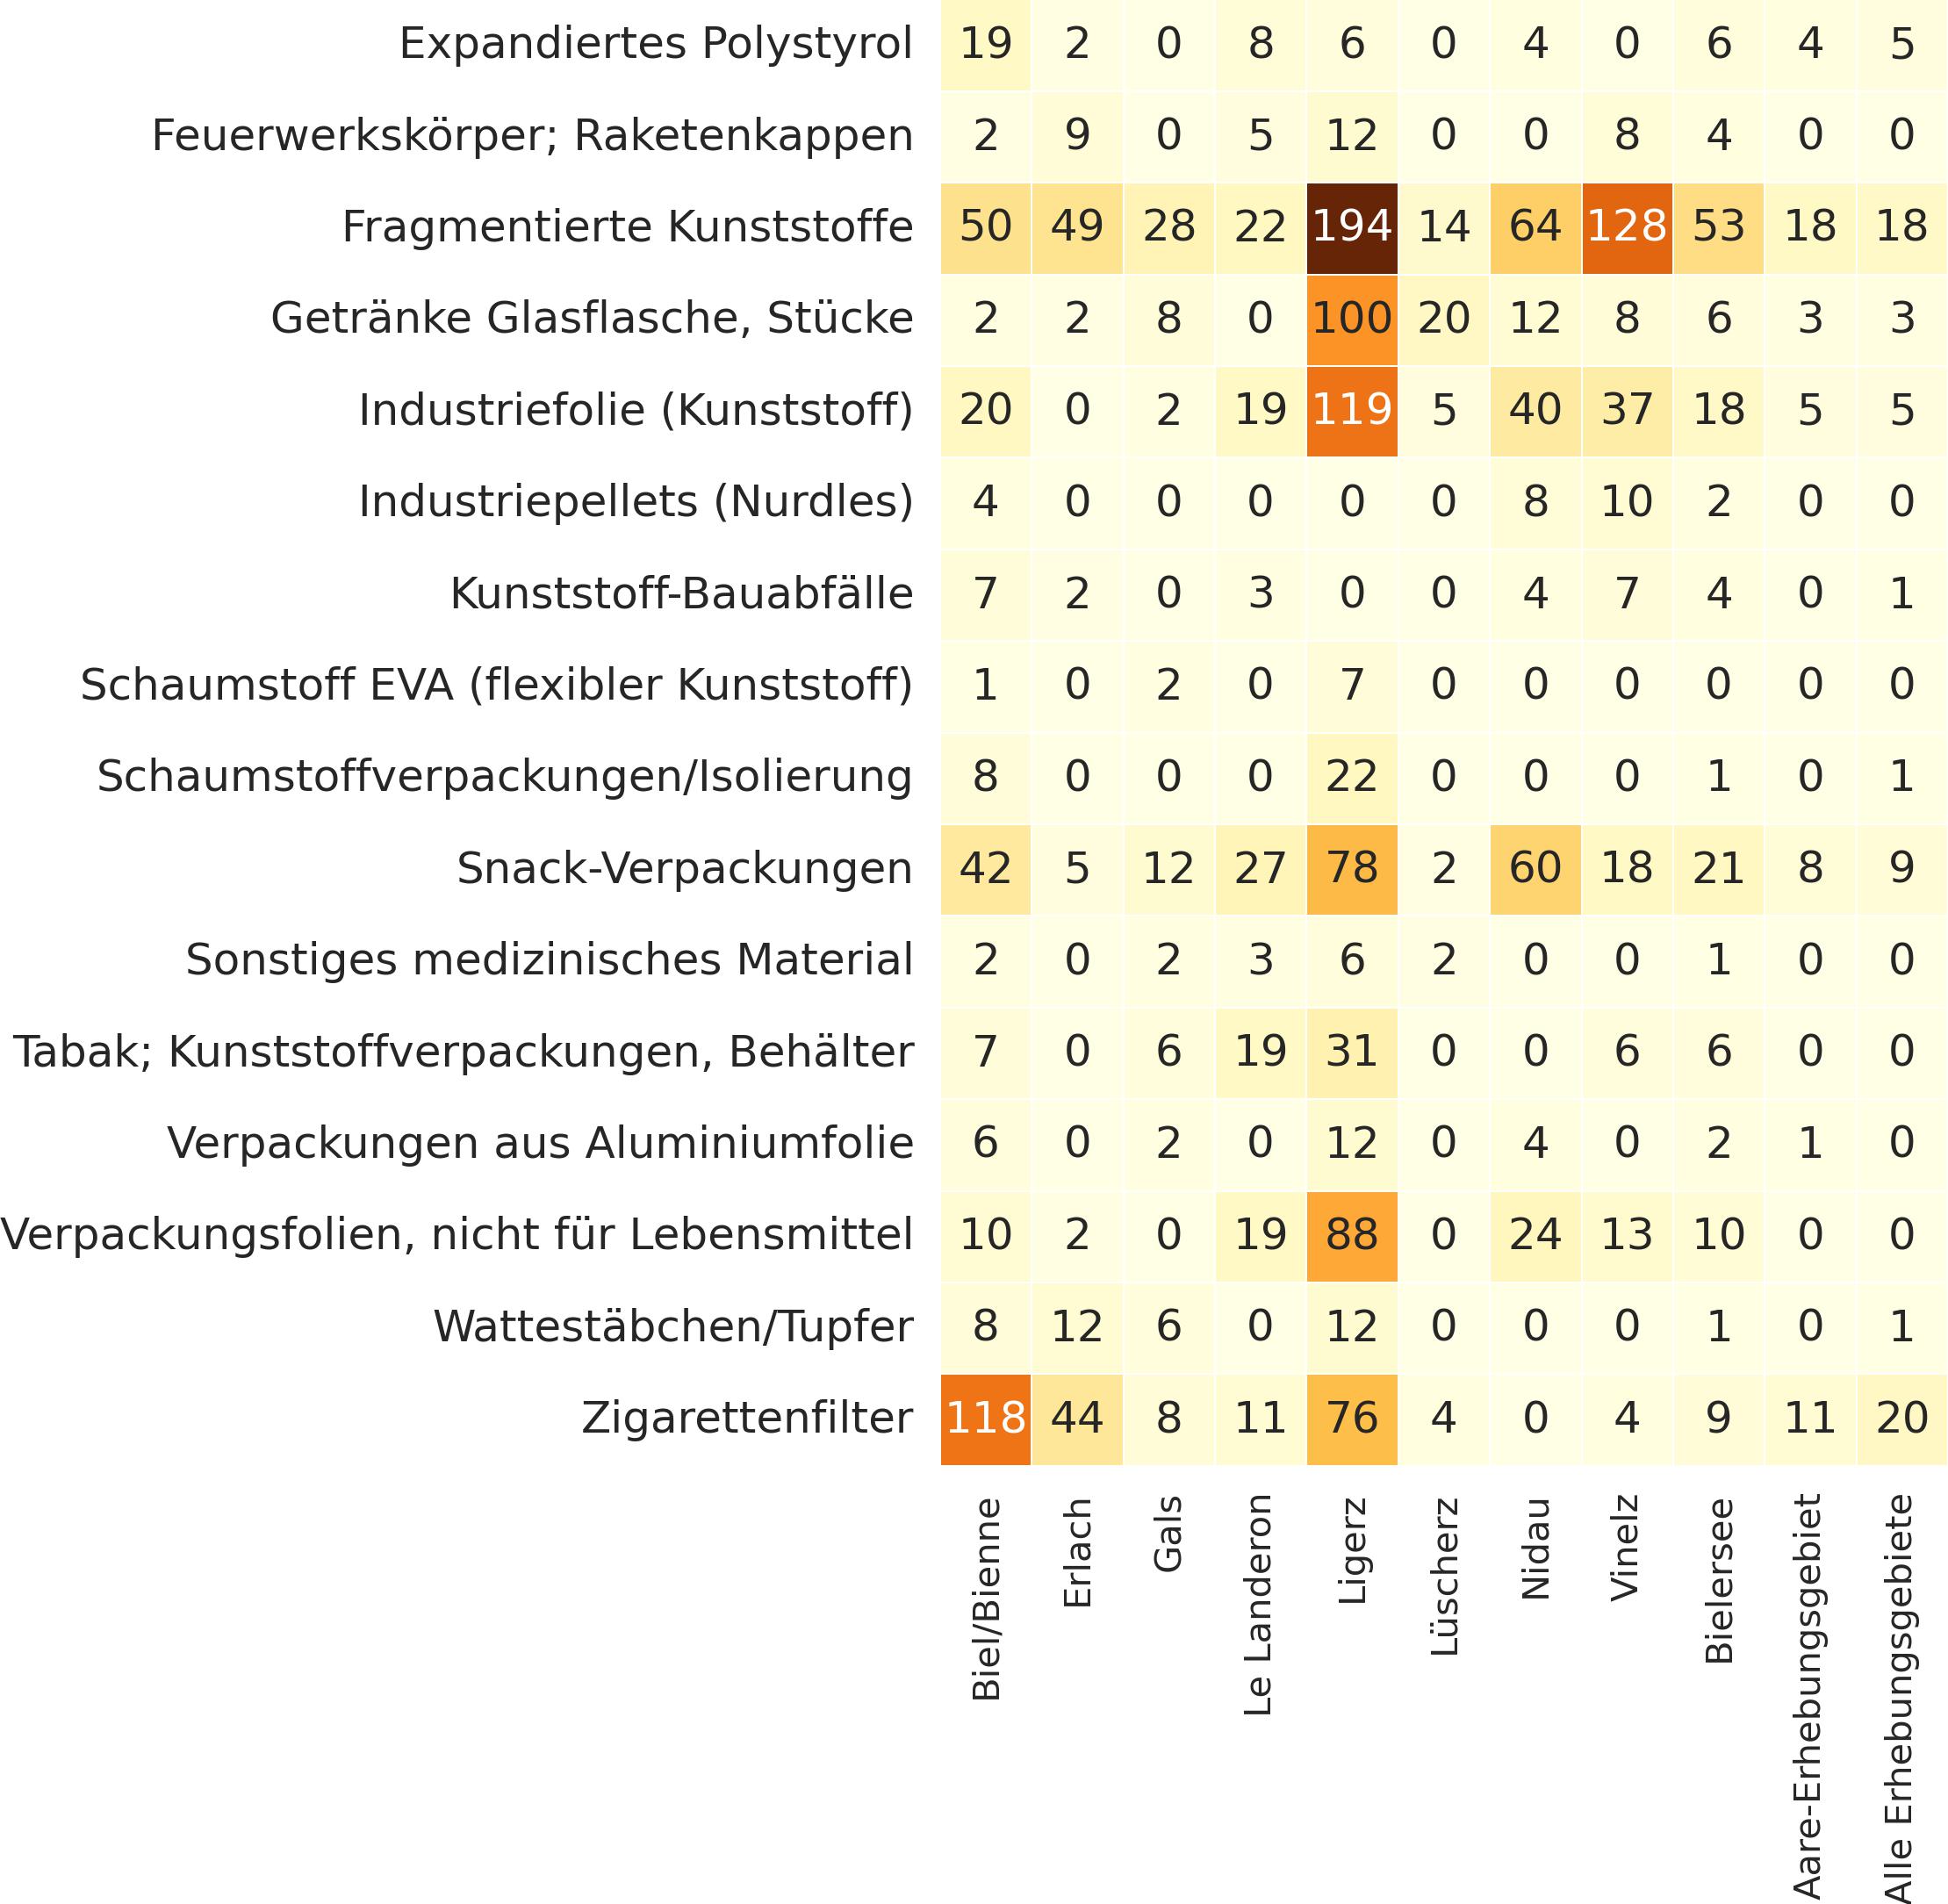 Expandiertes Polystyrol 19 2 0 8 6 0 4 0 6 4 5
Feuerwerkskörper; Raketenkappen 2 9 0 5 12 0 0 8 4 0 0
Fragmentierte Kunststoffe 50 49 28 22 194 14 64 128 53 18 18
Getränke Glasflasche, Stücke 2 2 8 0 100 20 12 8 6 3 3
Industriefolie (Kunststoff) 20 0 2 19 119 5 40 37 18 5 5
Industriepellets (Nurdles) 4 0 0 0 0 0 8 10 2 0 0
Kunststoff-Bauabfälle 7 2 0 3 0 0 4 7 4 0 1
Schaumstoff EVA (flexibler Kunststoff) 1 0 2 0 7 0 0 0 0 0 0
Schaumstoffverpackungen/Isolierung 8 0 0 0 22 0 0 0 1 0 1
Snack-Verpackungen 42 5 12 27 78 2 60 18 21 8 9
Sonstiges medizinisches Material 2 0 2 3 6 2 0 0 1 0 0
Tabak; Kunststoffverpackungen, Behälter 7 0 6 19 31 0 0 6 6 0 0
Verpackungen aus Aluminiumfolie 6 0 2 0 12 0 4 0 2 1 0
Verpackungsfolien, nicht für Lebensmittel 10 2 0 19 88 0 24 13 10 0 0
Wattestäbchen/Tupfer 8 12 6 0 12 0 0 0 1 0 1
Zigarettenfilter 118 44 8 11 76 4 0 4 9 11 20
Biel/Bienne
Erlach
Gals
Le Landeron
Ligerz
Lüscherz
Nidau
Vinelz
Bielersee
Aare-Erhebungsgebiet
Alle Erhebungsgebiete